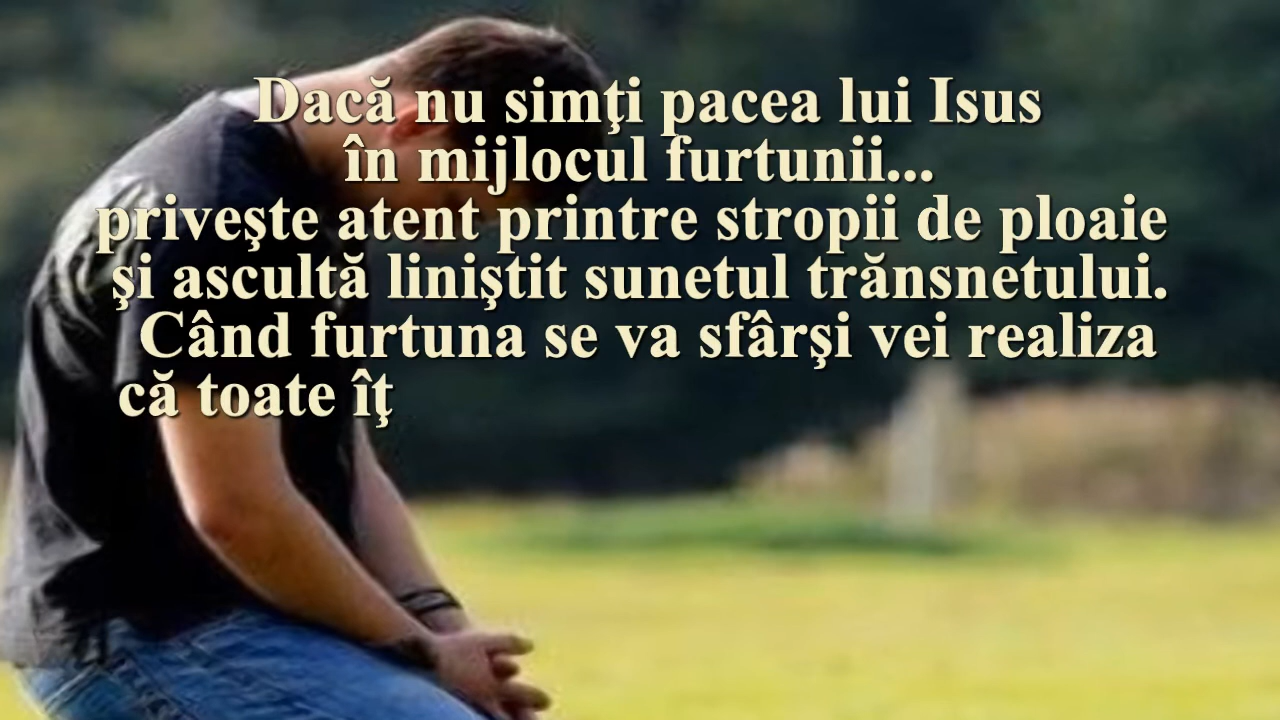 Dacă nu simţi pacea lui Isus
în mijlocul furtunii...
priveşte atent printre stropii de ploaie
şi ascultă liniştit sunetul trăsnetului.
Când furtuna se va sfârşi vei realiza
că toate îţ